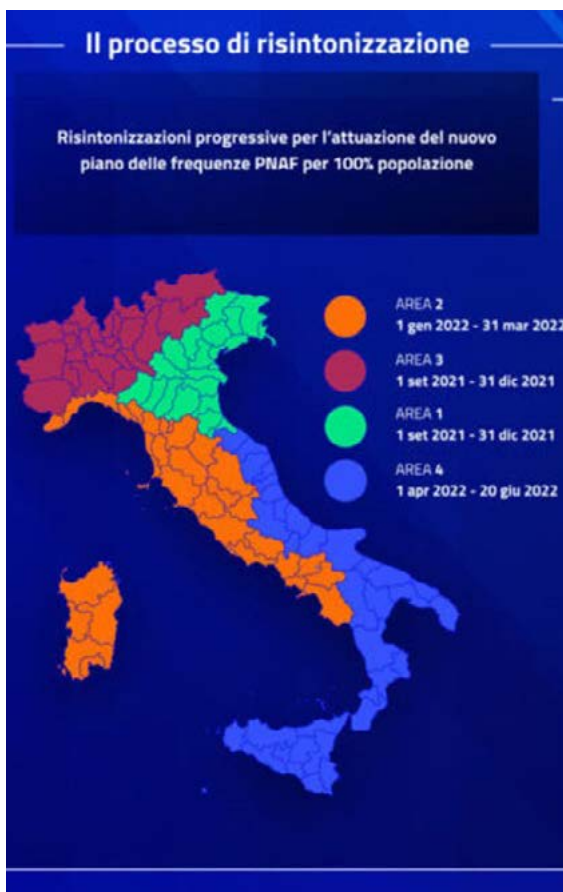 Il processo di risintonizzazione
Risintonizzazioni progressive per l'attuazione del nuovo
piano delle frequenze PNAF per 100% popolazione
AREA 2
1 gen 2022 - 31 mar 2022
AREA 3
1 set 2021 - 31 dic 2021
AREA 1
1 set 2021 - 31 dic 2021
AREA 4
1 apr 2022 - 20 giu 2022